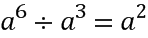 a⁶ ÷ a³ = a²